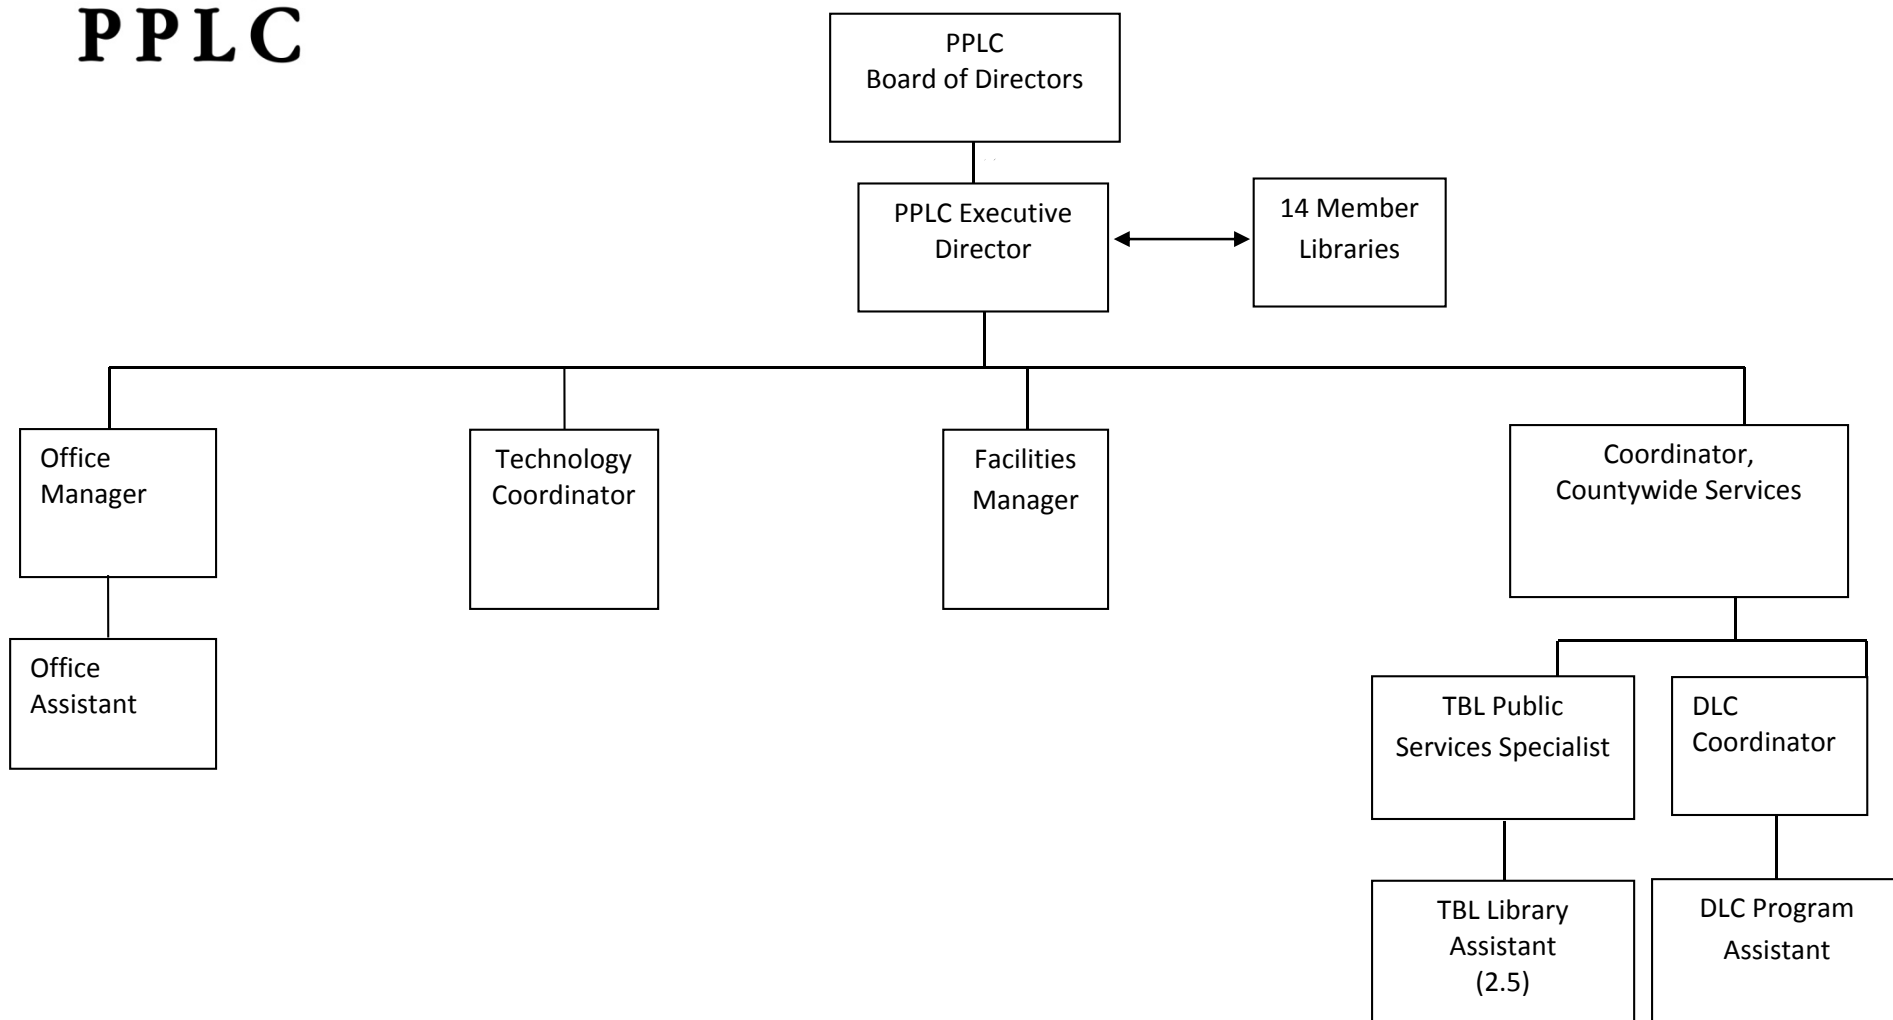 PPLC
PPLC
Board of Directors
PPLC Executive
Director
14 Member
Libraries
Office
Manager
Technology
Coordinator
Facilities
Manager
Coordinator,
Countywide Services
Office
Assistant
TBL Public
Services Specialist
DLC
Coordinator
TBL Library
Assistant
(2.5)
DLC Program
Assistant